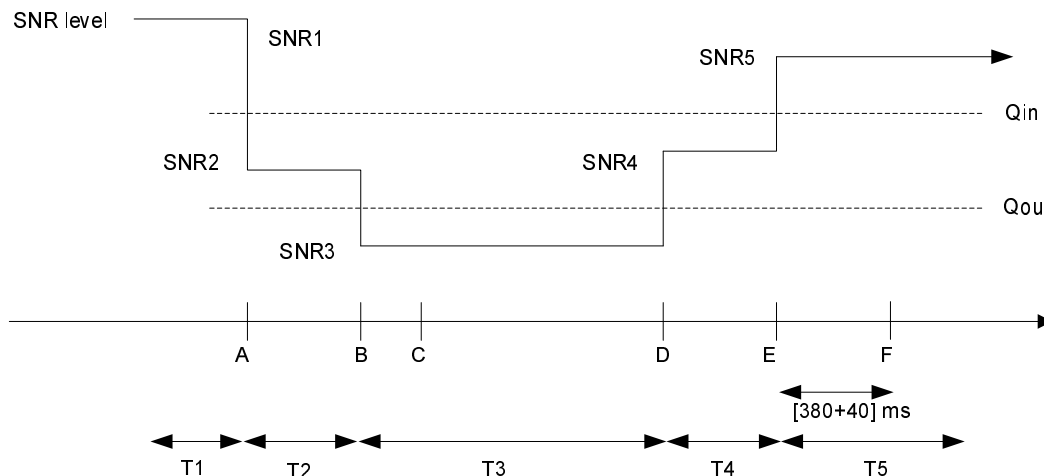 SNR level
SNR1
SNR5
Qin
SNR2
SNR4
Qou
SNR3
A B C D E F
[380+40] ms
T1 T2 T3 T4 T5